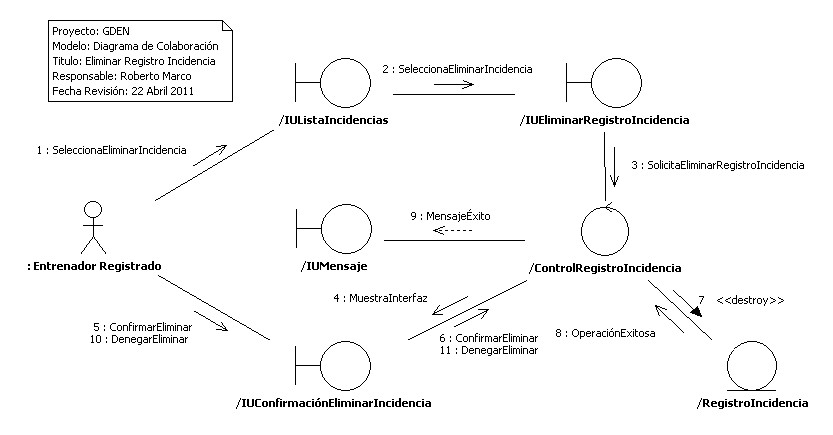 Proyecto: GDEN
Modelo: Diagrama de Colaboración
Titulo: Eliminar Registro Incidencia
Responsable: Roberto Marco
Fecha Revisión: 22 Abril 2011
2 : SeleccionaEliminarIncidencia
/IUListaIncidencias
/IUEliminarRegistroIncidencia
1 : SeleccionaEliminarIncidencia
3 : SolicitaEliminarRegistroIncidencia
9 : MensajeÉxito
: Entrenador Registrado
/IUMensaje
/ControlRegistroIncidencia
4 : MuestraInterfaz
7 <<destroy>>
5 : ConfirmarEliminar
10 : DenegarEliminar
6 : ConfirmarEliminar
11 : DenegarEliminar
8 : OperaciónExitosa
/IUConfirmaciónEliminarIncidencia
/RegistroIncidencia